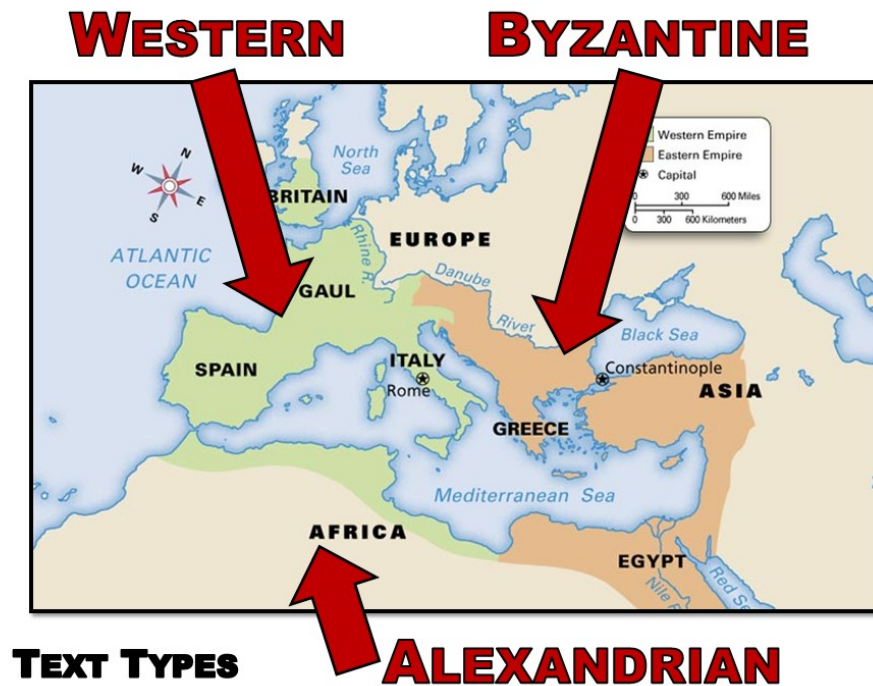 WESTERN BYZANTINE
Western Empire
Eastern Empire
Capital
0 300 600 Miles
0 300 600 Kilometers
N
W
E
S
North
Sea
BRITAIN
ATLANTIC
OCEAN
EUROPE
Rhine R.
GAUL
Danube
River
Black Sea
SPAIN
ITALY
Rome
Constantinople
ASIA
GREECE
Mediterranean Sea
AFRICA
EGYPT
Nile
Red
TEXT TYPES
ALEXANDRIAN